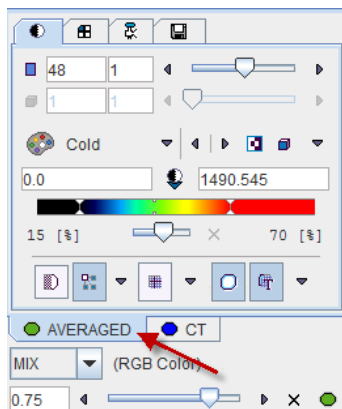 48 1
1 1
Cold
0.0 1490.545
15 [%] 70 [%]
AVERAGED CT
MIX (RGB Color)
0.75